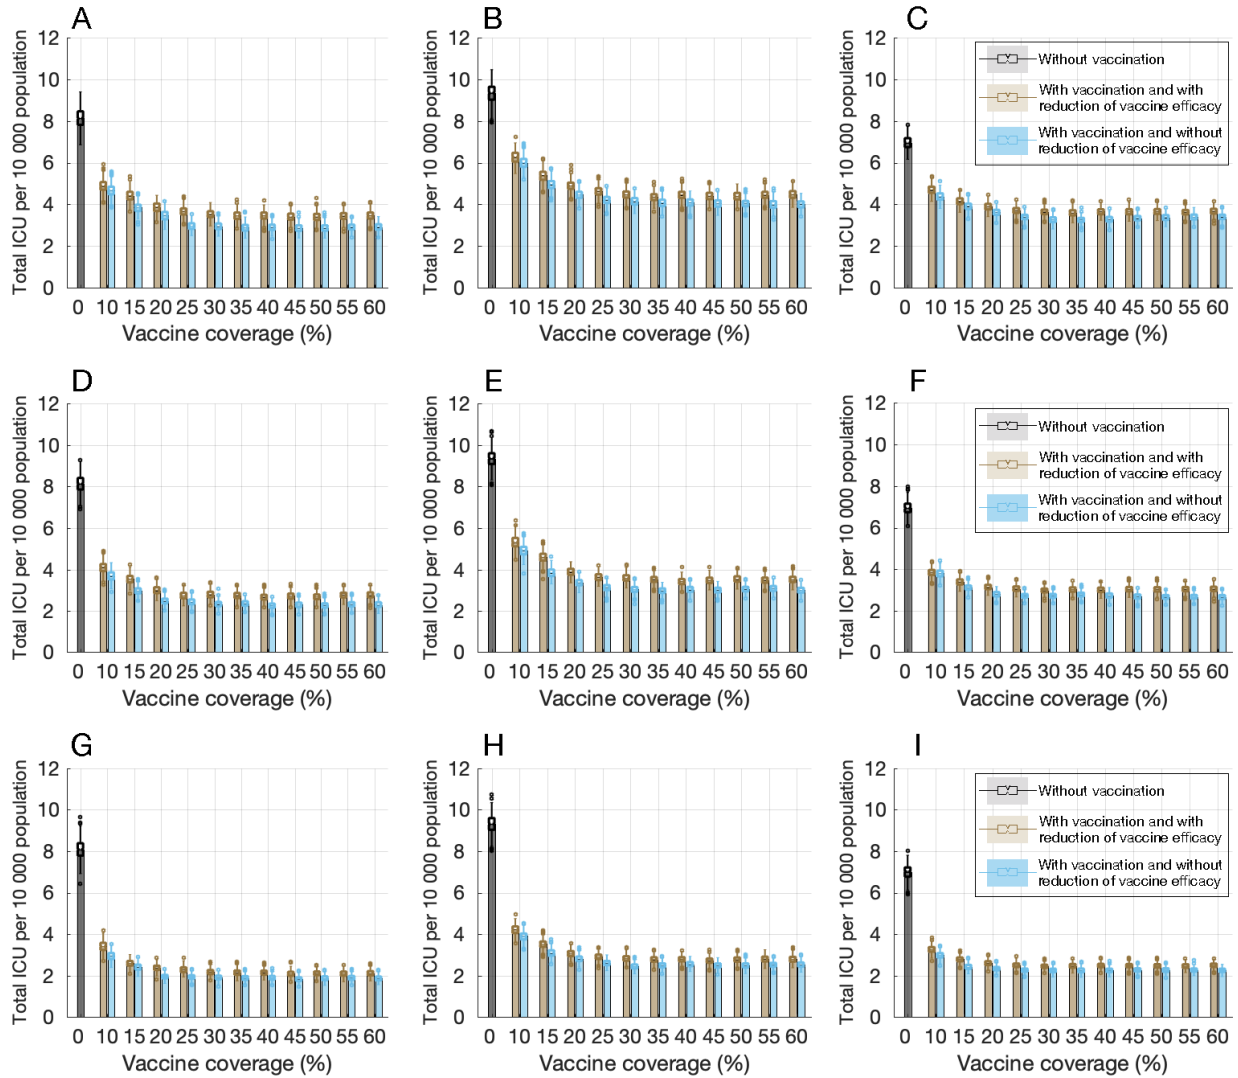 A
Total ICU per 10 000 population
12
10
8
6
4
2
0
0 10 15 20 25 30 35 40 45 50 55 60
Vaccine coverage (%)
B
Total ICU per 10 000 population
12
10
8
6
4
2
0
0 10 15 20 25 30 35 40 45 50 55 60
Vaccine coverage (%)
C
Total ICU per 10 000 population
12
10
8
6
4
2
0
0 10 15 20 25 30 35 40 45 50 55 60
Vaccine coverage (%)
Without vaccination
With vaccination and with
reduction of vaccine efficacy
With vaccination and without
reduction of vaccine efficacy
D
Total ICU per 10 000 population
12
10
8
6
4
2
0
0 10 15 20 25 30 35 40 45 50 55 60
Vaccine coverage (%)
E
Total ICU per 10 000 population
12
10
8
6
4
2
0
0 10 15 20 25 30 35 40 45 50 55 60
Vaccine coverage (%)
F
Total ICU per 10 000 population
12
10
8
6
4
2
0
0 10 15 20 25 30 35 40 45 50 55 60
Vaccine coverage (%)
Without vaccination
With vaccination and with
reduction of vaccine efficacy
With vaccination and without
reduction of vaccine efficacy
G
Total ICU per 10 000 population
12
10
8
6
4
2
0
0 10 15 20 25 30 35 40 45 50 55 60
Vaccine coverage (%)
H
Total ICU per 10 000 population
12
10
8
6
4
2
0
0 10 15 20 25 30 35 40 45 50 55 60
Vaccine coverage (%)
I
Total ICU per 10 000 population
12
10
8
6
4
2
0
0 10 15 20 25 30 35 40 45 50 55 60
Vaccine coverage (%)
Without vaccination
With vaccination and with
reduction of vaccine efficacy
With vaccination and without
reduction of vaccine efficacy